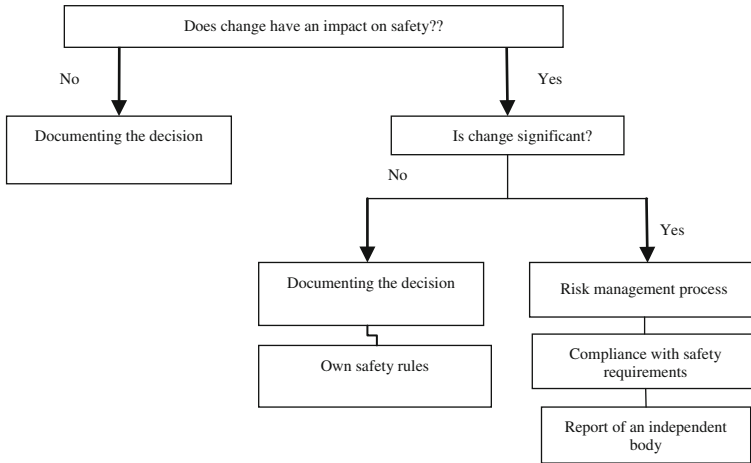 Does change have an impact on safety??
No
Yes
Documenting the decision
Is change significant?
No
Yes
Documenting the decision
Risk management process
Own safety rules
Compliance with safety
requirements
Report of an independent
body